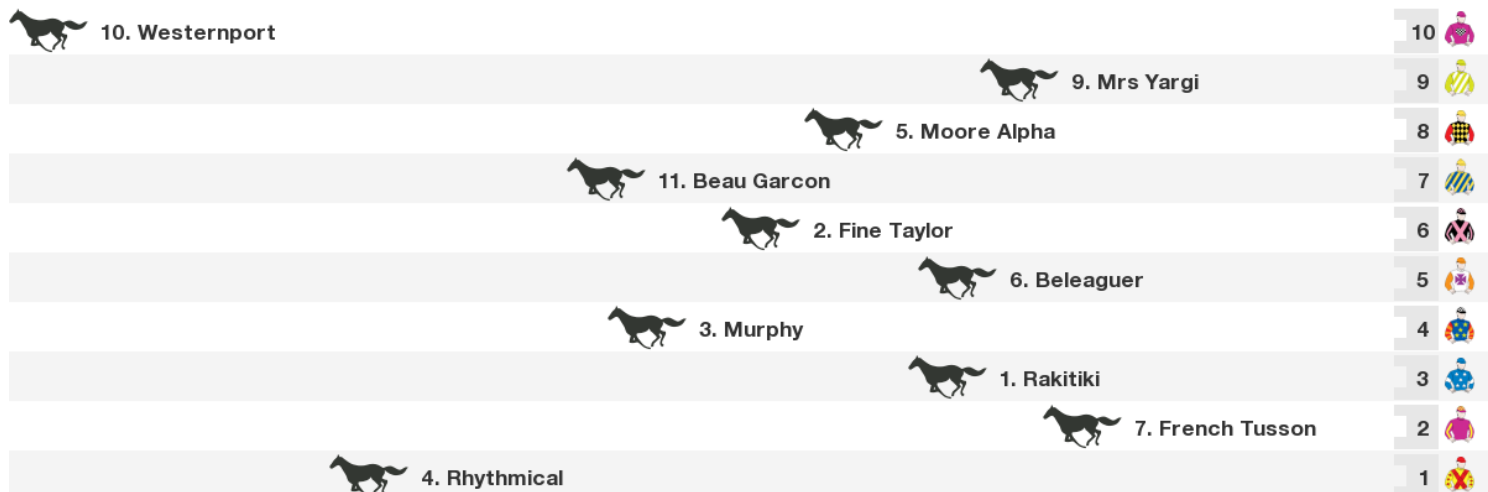 10. Westernport 10
9. Mrs Yargi 9
5. Moore Alpha 8
11. Beau Garcon 7
2. Fine Taylor 6
6. Beleaguer 5
3. Murphy 4
1. Rakitiki 3
7. French Tusson 2
4. Rhythmical 1